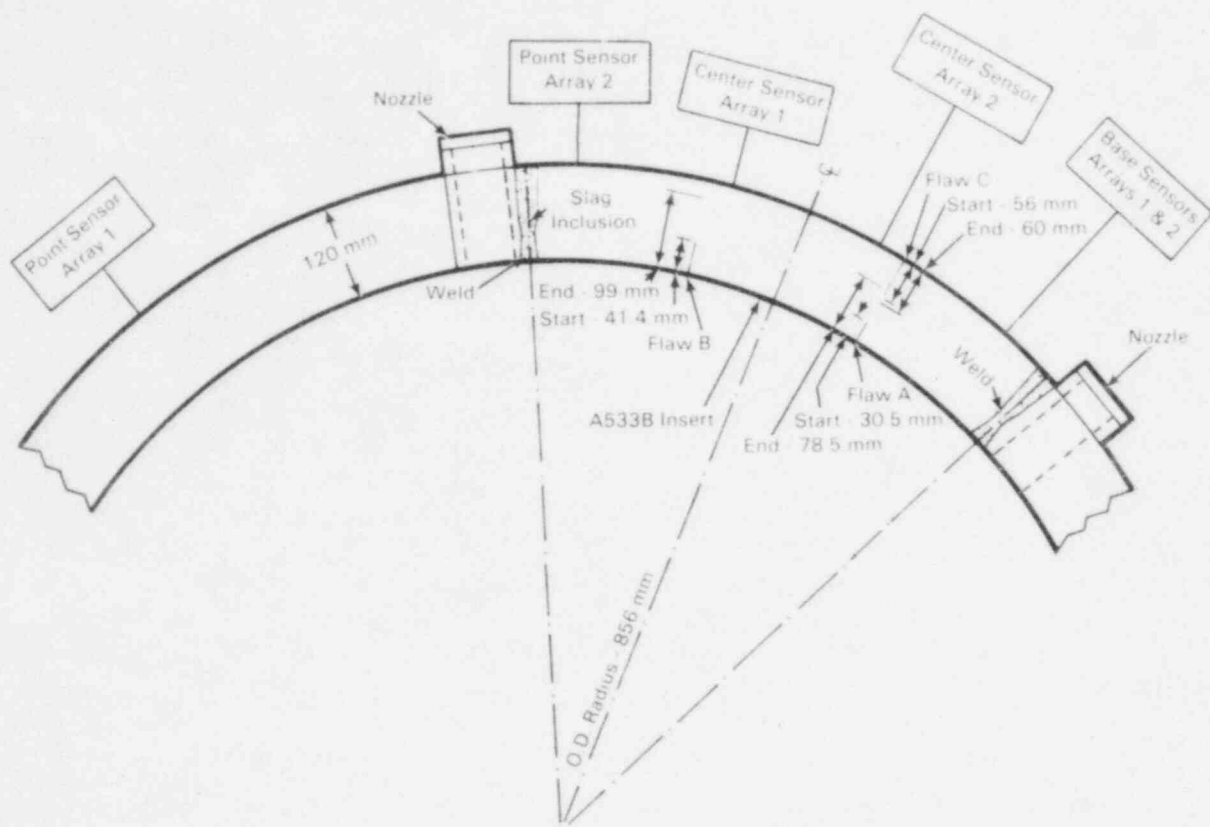 Point Sensor
Array 2
Center Sensor
Array 1
Center Sensor
Array 2
Base Sensors
Arrays 1 & 2
Nozzle
Point Sensor
Array 1
120 mm
Slag
Inclusion
Weld
End - 99 mm
Start - 41.4 mm
Flaw B
Flaw C
Start - 56 mm
End - 60 mm
Nozzle
Weld
A533B Insert
Flaw A
Start - 30.5 mm
End - 78.5 mm
O.D. Radius - 856 mm